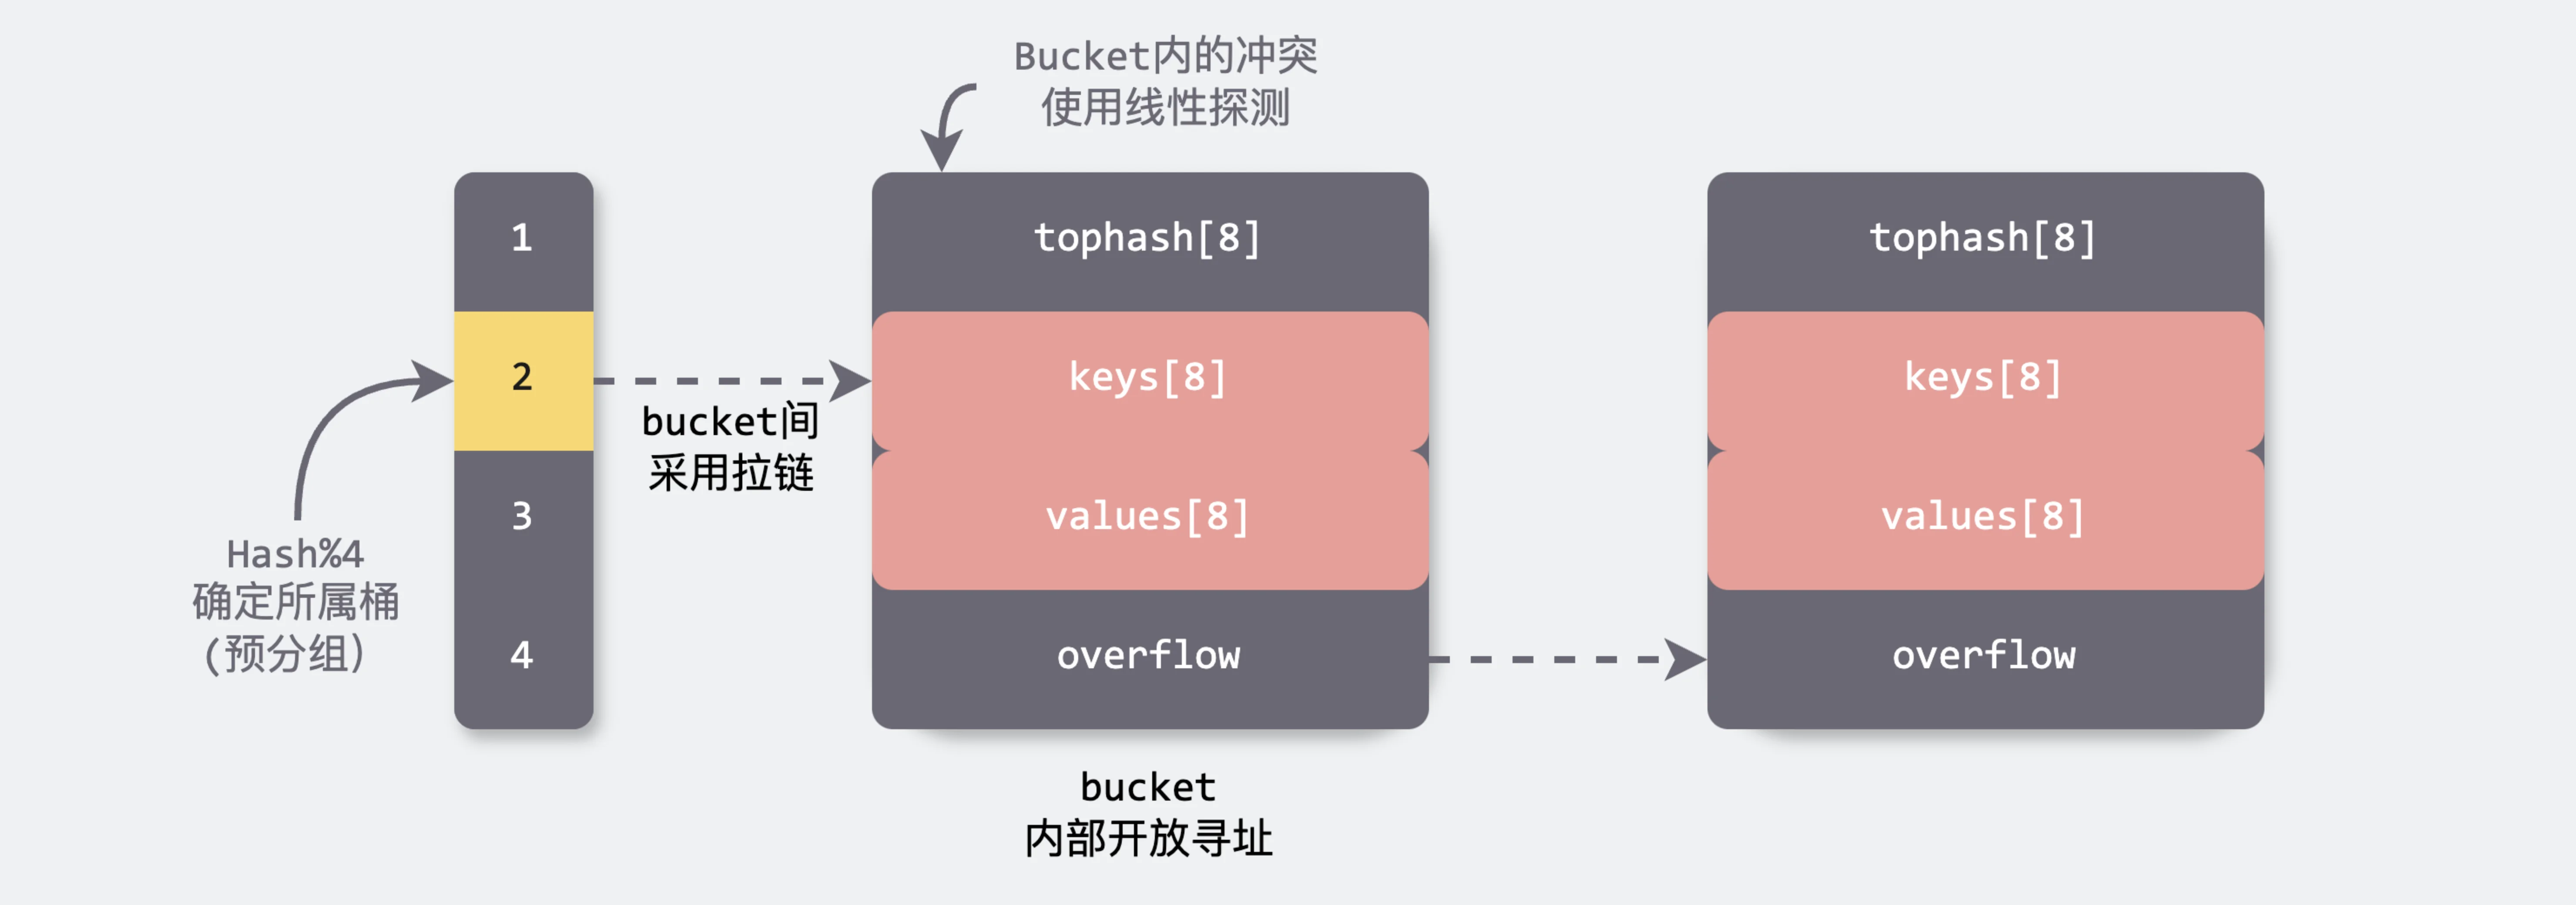 Bucket内的冲突
使用线性探测
1
2
3
4
Hash%4
确定所属桶
(预分组)
bucket间
采用拉链
tophash[8]
keys[8]
values[8]
overflow
bucket
内部开放寻址
tophash[8]
keys[8]
values[8]
overflow